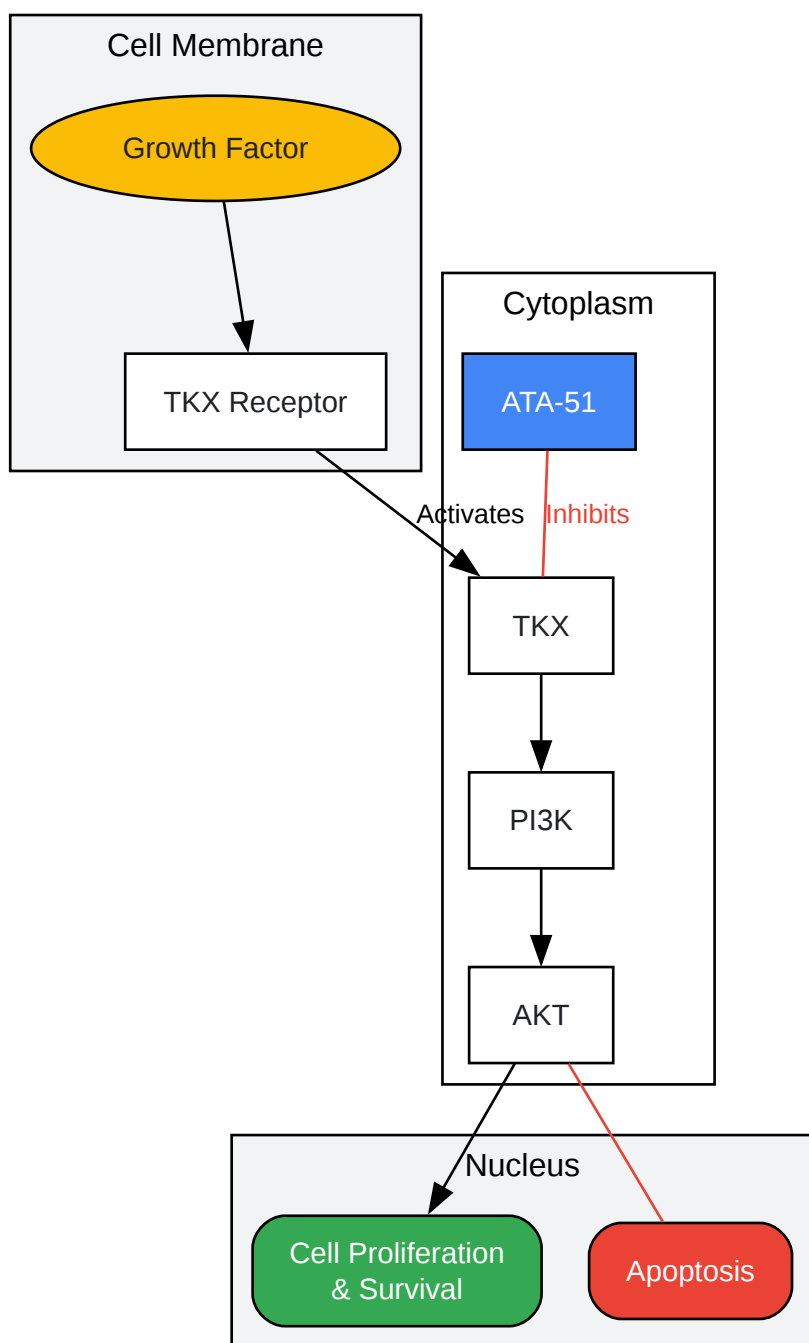 Cell Membrane
Growth Factor
TKX Receptor
Cytoplasm
ATA-51
Activates
Inhibits
TKX
PI3K
AKT
Nucleus
Cell Proliferation
& Survival
Apoptosis